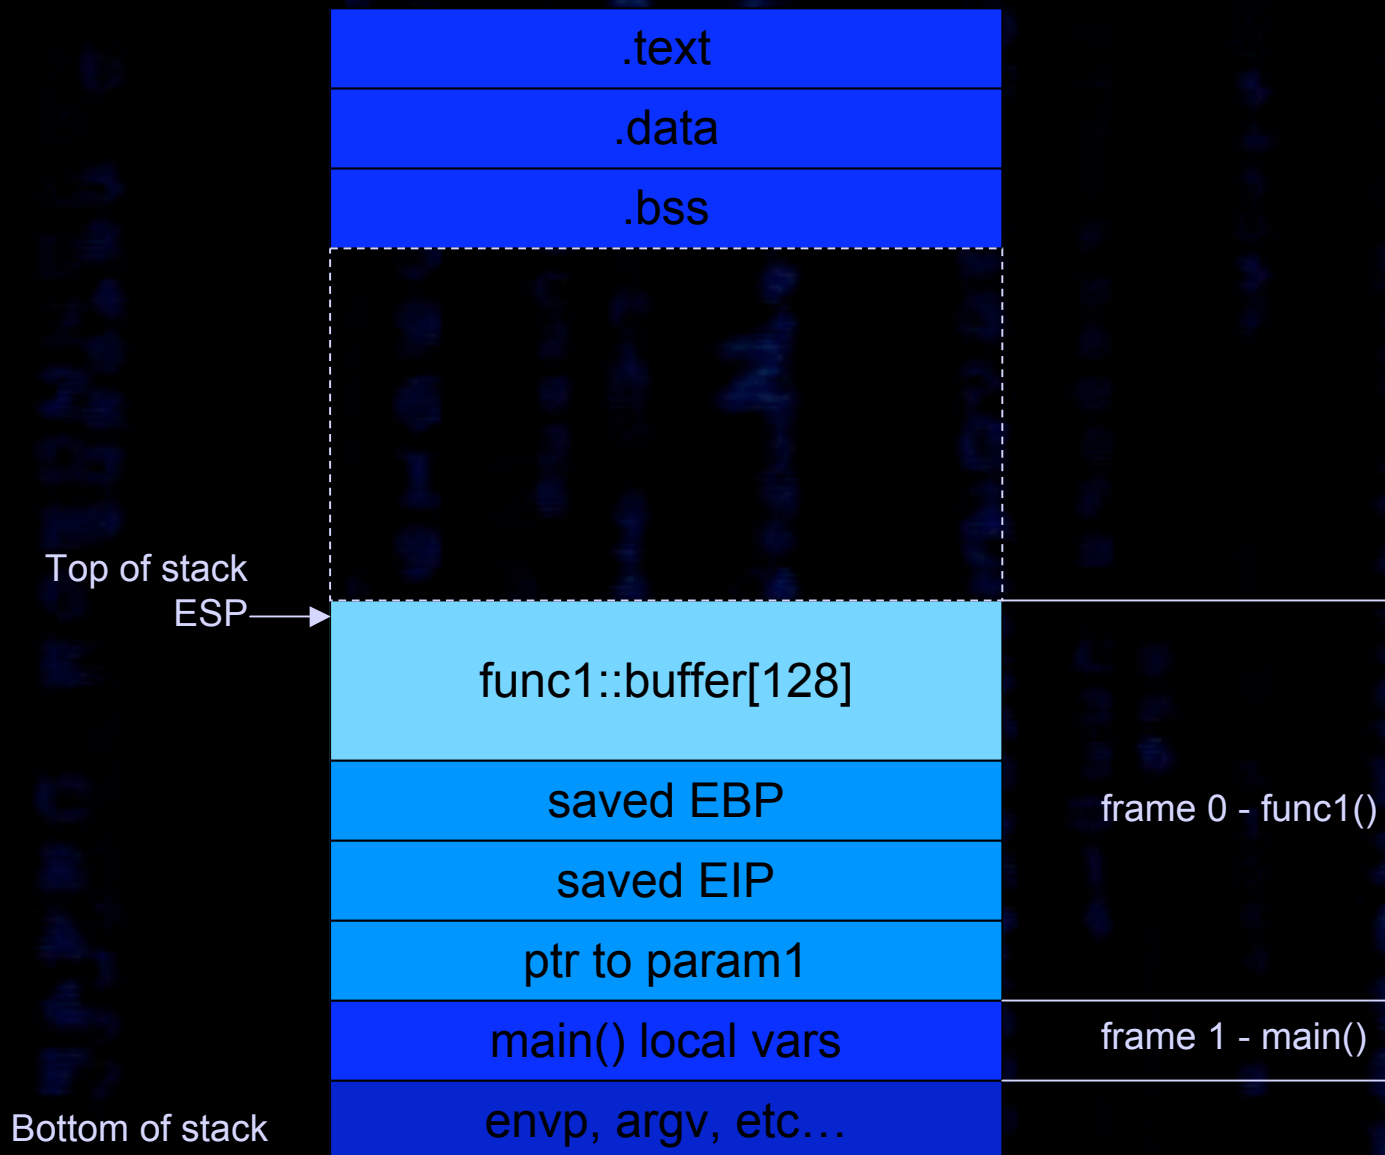 .text
.data
.bss
Top of stack
ESP
func1::buffer[128]
saved EBP
frame 0 - func1()
saved EIP
ptr to param1
main() local vars
frame 1 - main()
Bottom of stack
envp, argv, etc…